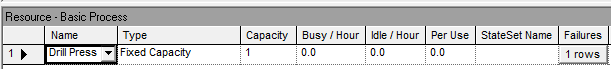 Resource - Basic Process
Name Type Capacity Busy / Hour Idle / Hour Per Use StateSet Name Failures
1 Drill Press Fixed Capacity 1 0.0 0.0 0.0 1 rows